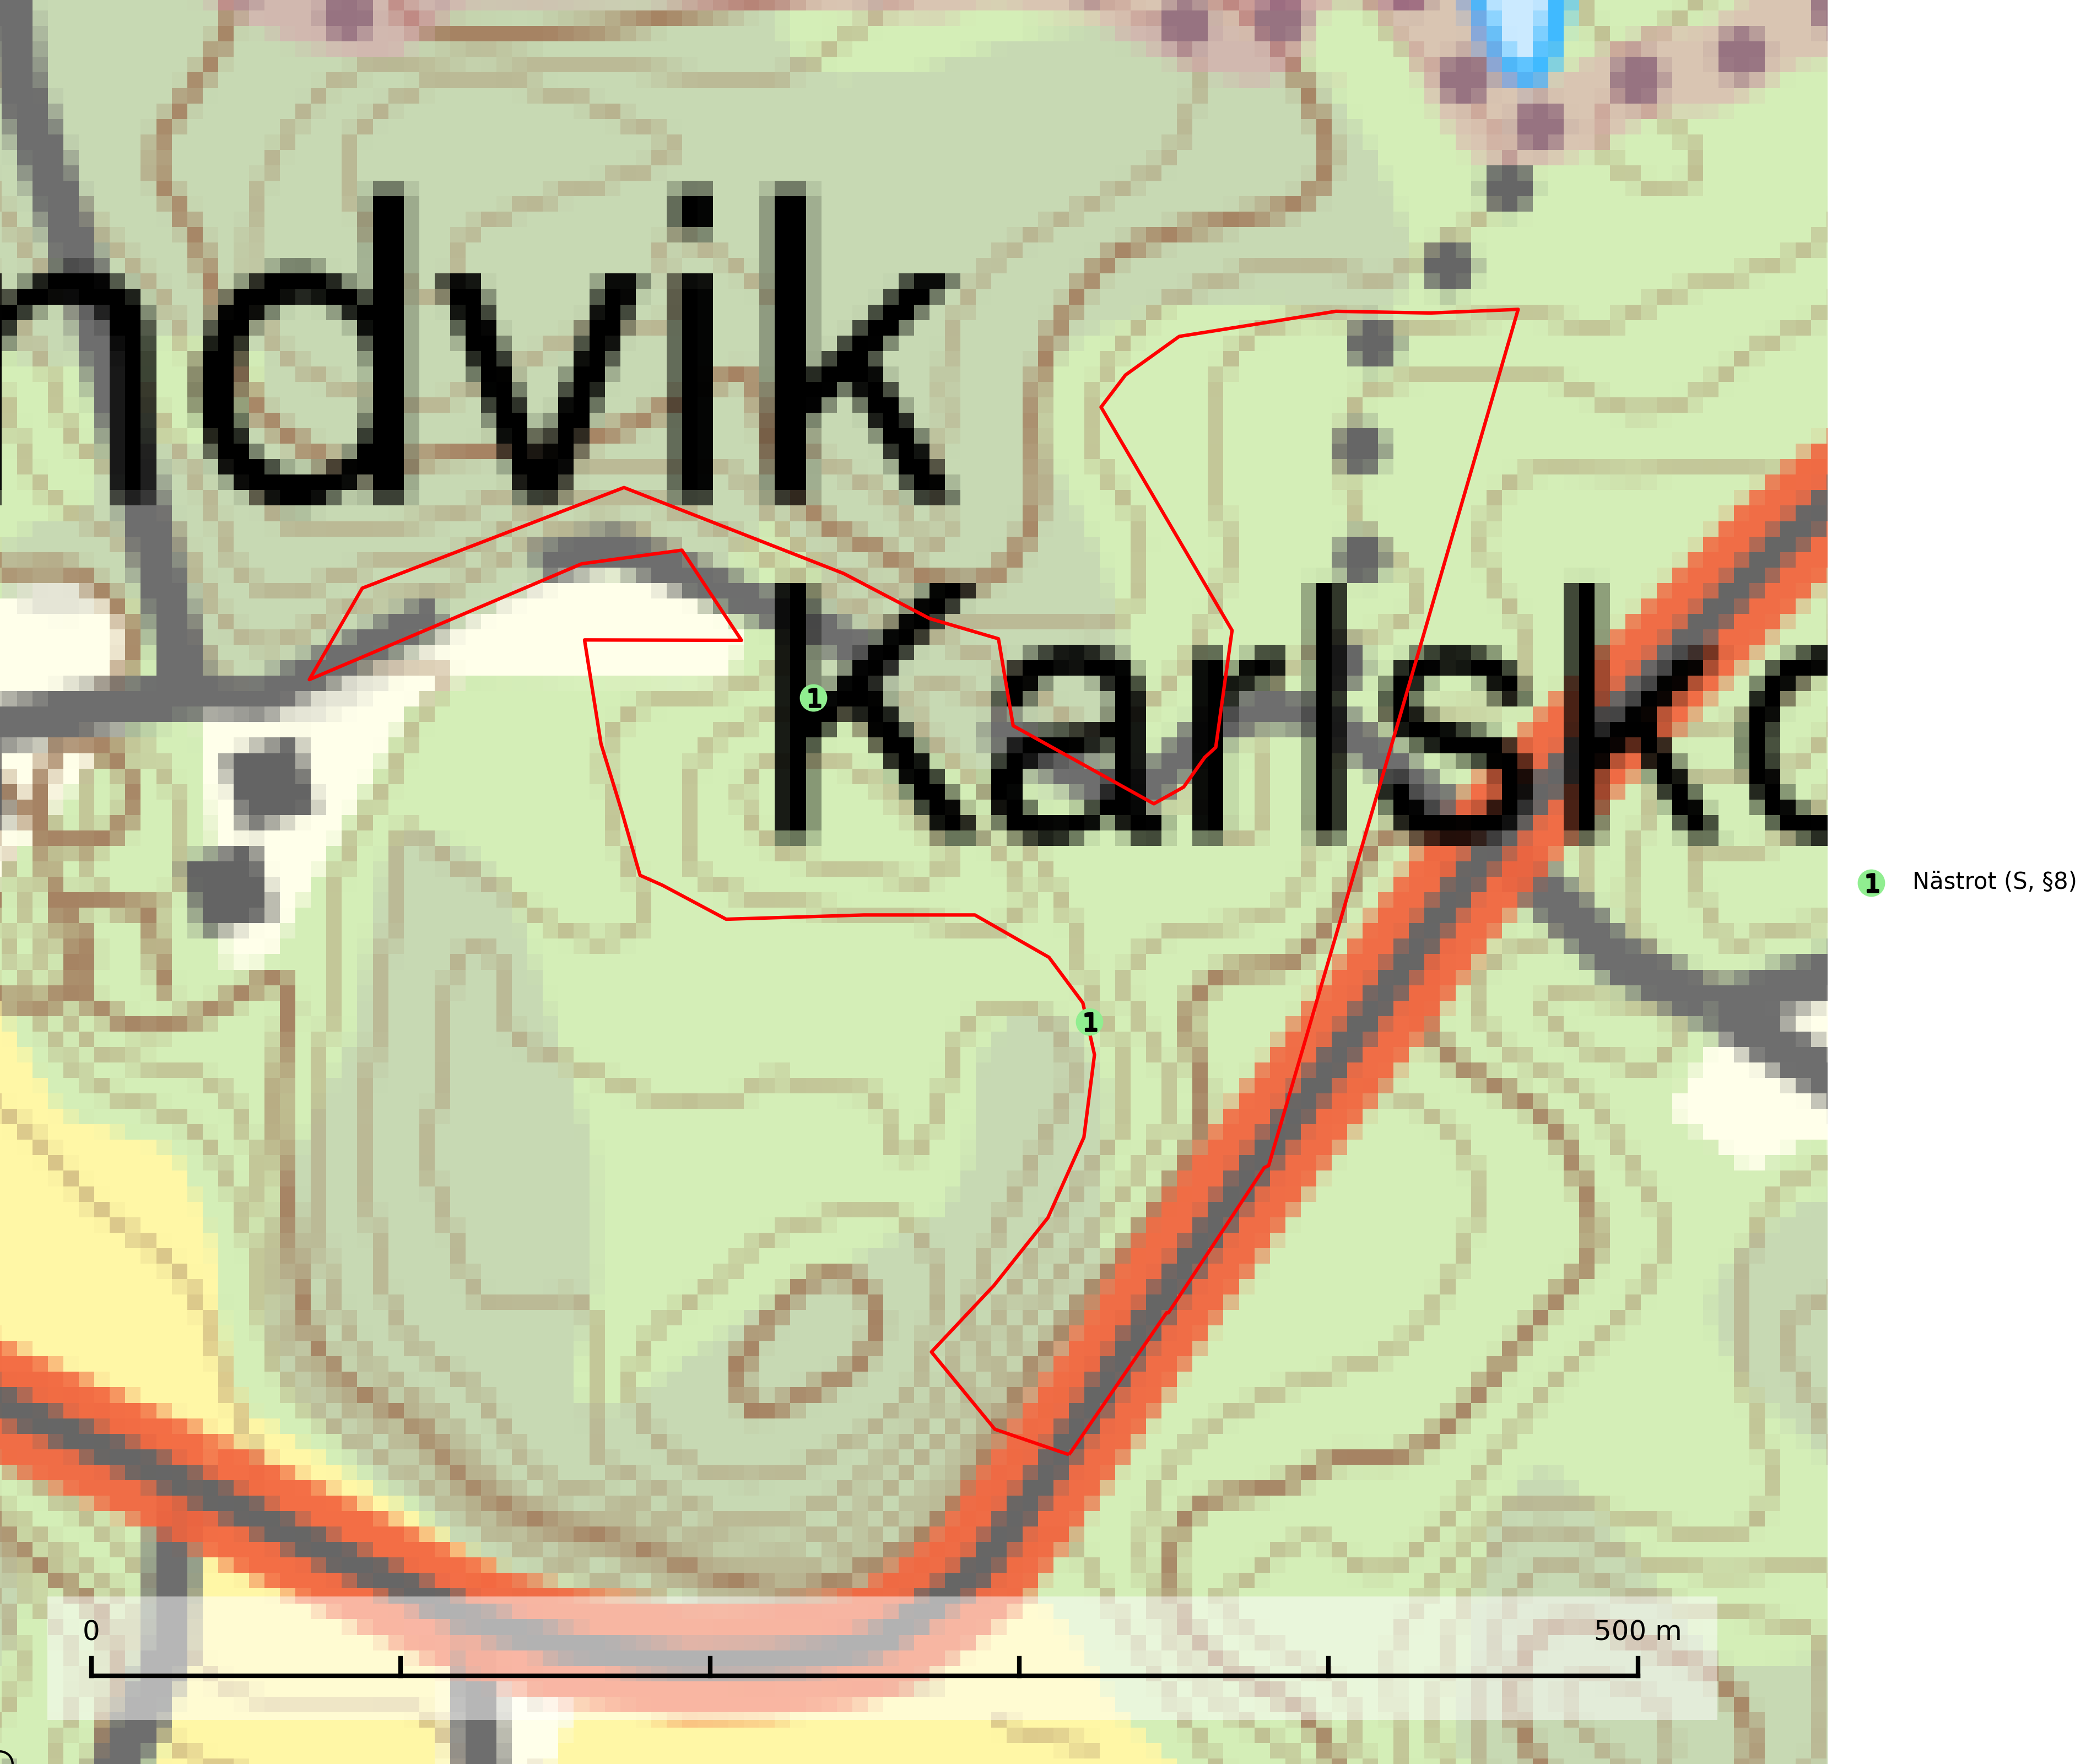 ndvik
Karlsko
1
1
1 Nästrot (S, §8)
0 500 m